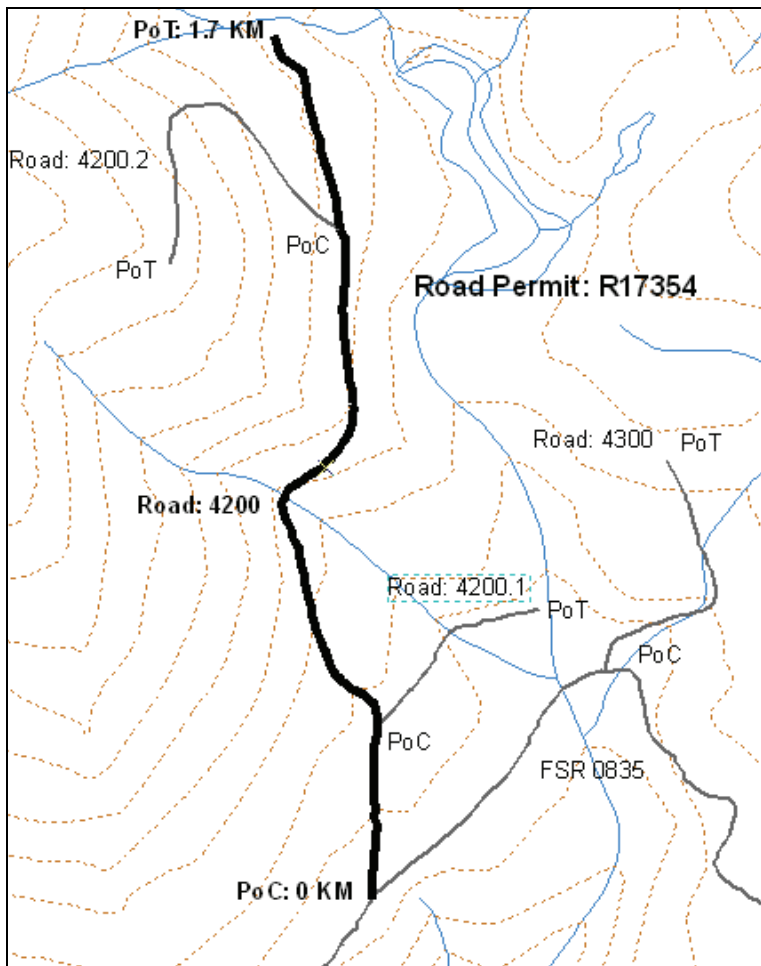 PoT: 1.7 KM
Road: 4200.2
PoC
PoT
Road Permit: R17354
Road: 4300
PoT
Road: 4200
Road: 4200.1
PoT
PoC
PoC
FSR 0835
PoC: 0 KM